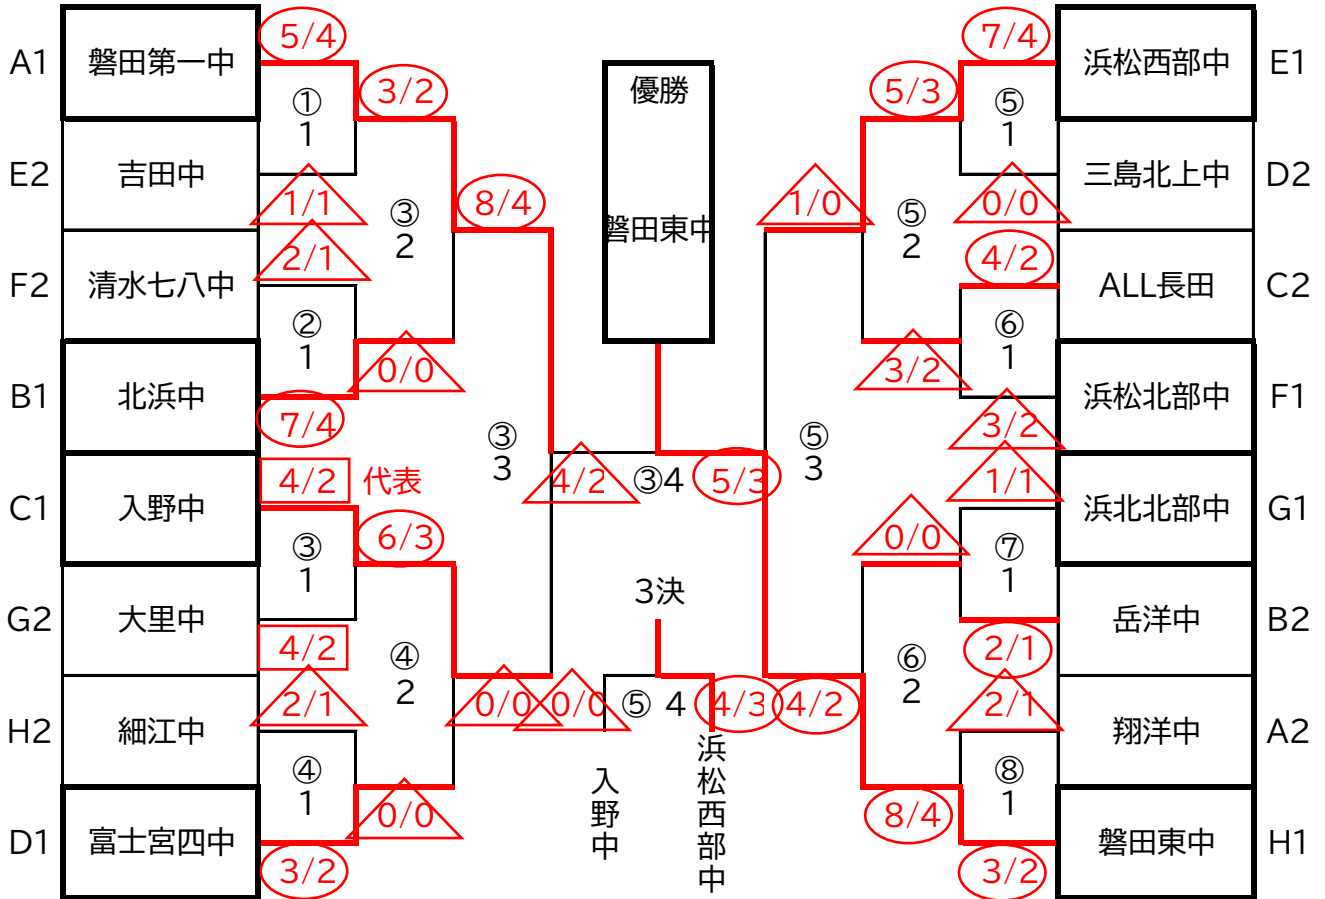 A1 磐田第一中 5/4
3/2
① 1
E2 吉田中 1/1
8/4
③ 2
F2 清水七八中 2/1
② 1
0/0
B1 北浜中 7/4
③ 3
C1 入野中 4/2 代表
6/3
③ 1
G2 大里中 4/2
④ 2
H2 細江中 2/1
0/0
④ 1
0/0
D1 富士宮四中 3/2
優勝
磐田東中
4/2 ③4 5/3
3決
0/0 ⑤ 4 4/3
入野中
浜松西部中
7/4 浜松西部中 E1
5/3
⑤ 1
0/0 三島北上中 D2
1/0
⑤ 2
4/2 ALL長田 C2
⑥ 1
3/2
3/2 浜松北部中 F1
⑤ 3
1/1 浜北北部中 G1
0/0
⑦ 1
2/1 岳洋中 B2
⑥ 2
4/2
2/1 翔洋中 A2
⑧ 1
8/4
3/2 磐田東中 H1